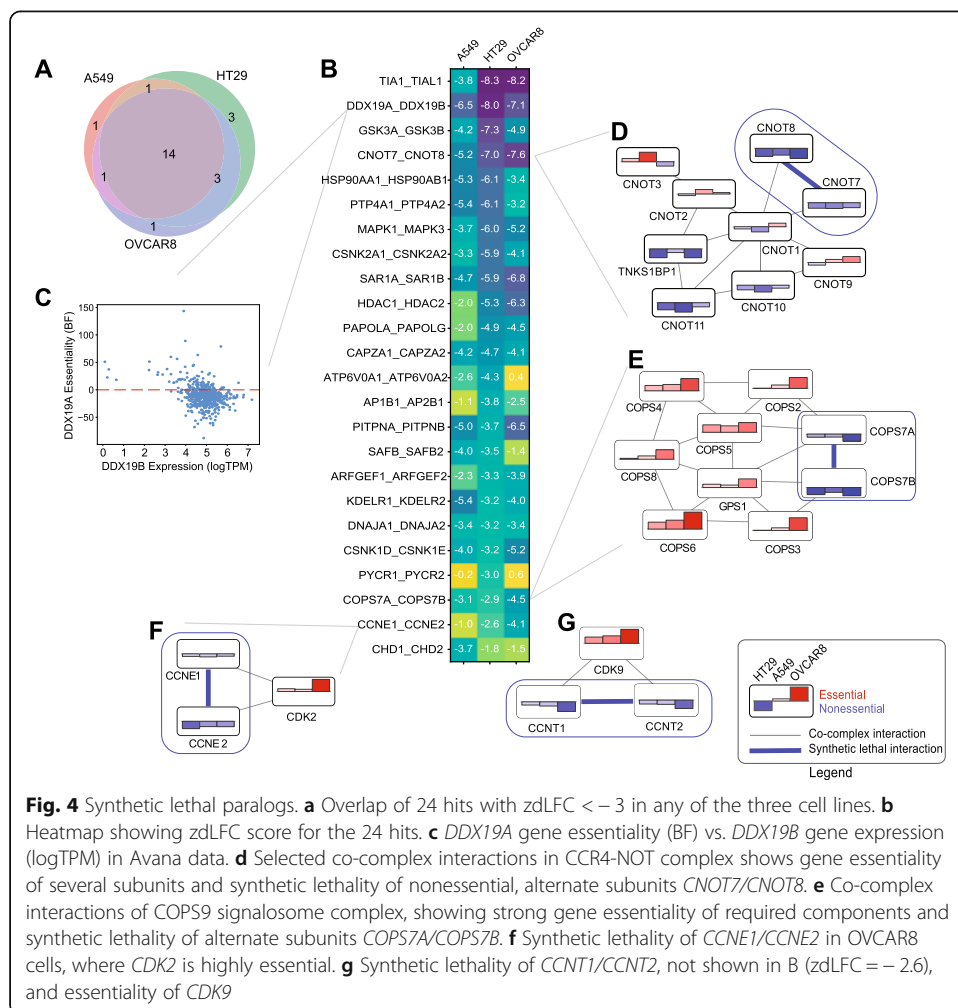 A
A549
HT29
1
1
3
14
1
3
1
OVCAR8
B
A549 HT29 OVCAR8
TIA1_TIAL1 -3.8 -8.3 -8.2
DDX19A_DDX19B -6.5 -8.0 -7.1
GSK3A_GSK3B -4.2 -7.3 -4.9
CNOT7_CNOT8 -5.2 -7.0 -7.6
HSP90AA1_HSP90AB1 -5.3 -6.1 -3.4
PTP4A1_PTP4A2 -5.4 -6.1 -3.2
MAPK1_MAPK3 -3.7 -6.0 -5.2
CSNK2A1_CSNK2A2 -3.3 -5.9 -4.1
SAR1A_SAR1B -4.7 -5.9 -6.8
HDAC1_HDAC2 -2.0 -5.3 -6.3
PAPOLA_PAPOLG -2.0 -4.9 -4.5
CAPZA1_CAPZA2 -4.2 -4.7 -4.1
ATP6V0A1_ATP6V0A2 -2.6 -4.3 0.4
AP1B1_AP2B1 -1.1 -3.8 -2.5
PITPNA_PITPNB -5.0 -3.7 -6.5
SAFB_SAFB2 -4.0 -3.5 -1.4
ARFGEF1_ARFGEF2 -2.3 -3.3 -3.9
KDELR1_KDELR2 -5.4 -3.2 -4.0
DNAJA1_DNAJA2 -3.4 -3.2 -3.4
CSNK1D_CSNK1E -4.0 -3.2 -5.2
PYCR1_PYCR2 -0.2 -3.0 0.6
COPS7A_COPS7B -3.1 -2.9 -4.5
CCNE1_CCNE2 -1.0 -2.6 -4.1
CHD1_CHD2 -3.7 -1.8 -1.5
C
DDX19A Essentiality (BF)
150
100
50
0
-50
0 1 2 3 4 5 6 7
DDX19B Expression (logTPM)
D
CNOT8
CNOT3
CNOT7
CNOT2
CNOT1
TNKS1BP1
CNOT9
CNOT10
CNOT11
E
COPS4
COPS2
COPS5
COPS7A
COPS8
COPS7B
GPS1
COPS6
COPS3
F
CCNE1
CDK2
CCNE2
G
CDK9
CCNT1
CCNT2
HT29 A549 OVCAR8
Essential
Nonessential
Co-complex interaction
Synthetic lethal interaction
Legend
Fig. 4 Synthetic lethal paralogs. a Overlap of 24 hits with zdLFC < − 3 in any of the three cell lines. b
Heatmap showing zdLFC score for the 24 hits. c DDX19A gene essentiality (BF) vs. DDX19B gene expression
(logTPM) in Avana data. d Selected co-complex interactions in CCR4-NOT complex shows gene essentiality
of several subunits and synthetic lethality of nonessential, alternate subunits CNOT7/CNOT8. e Co-complex
interactions of COPS9 signalosome complex, showing strong gene essentiality of required components and
synthetic lethality of alternate subunits COPS7A/COPS7B. f Synthetic lethality of CCNE1/CCNE2 in OVCAR8
cells, where CDK2 is highly essential. g Synthetic lethality of CCNT1/CCNT2, not shown in B (zdLFC = − 2.6),
and essentiality of CDK9